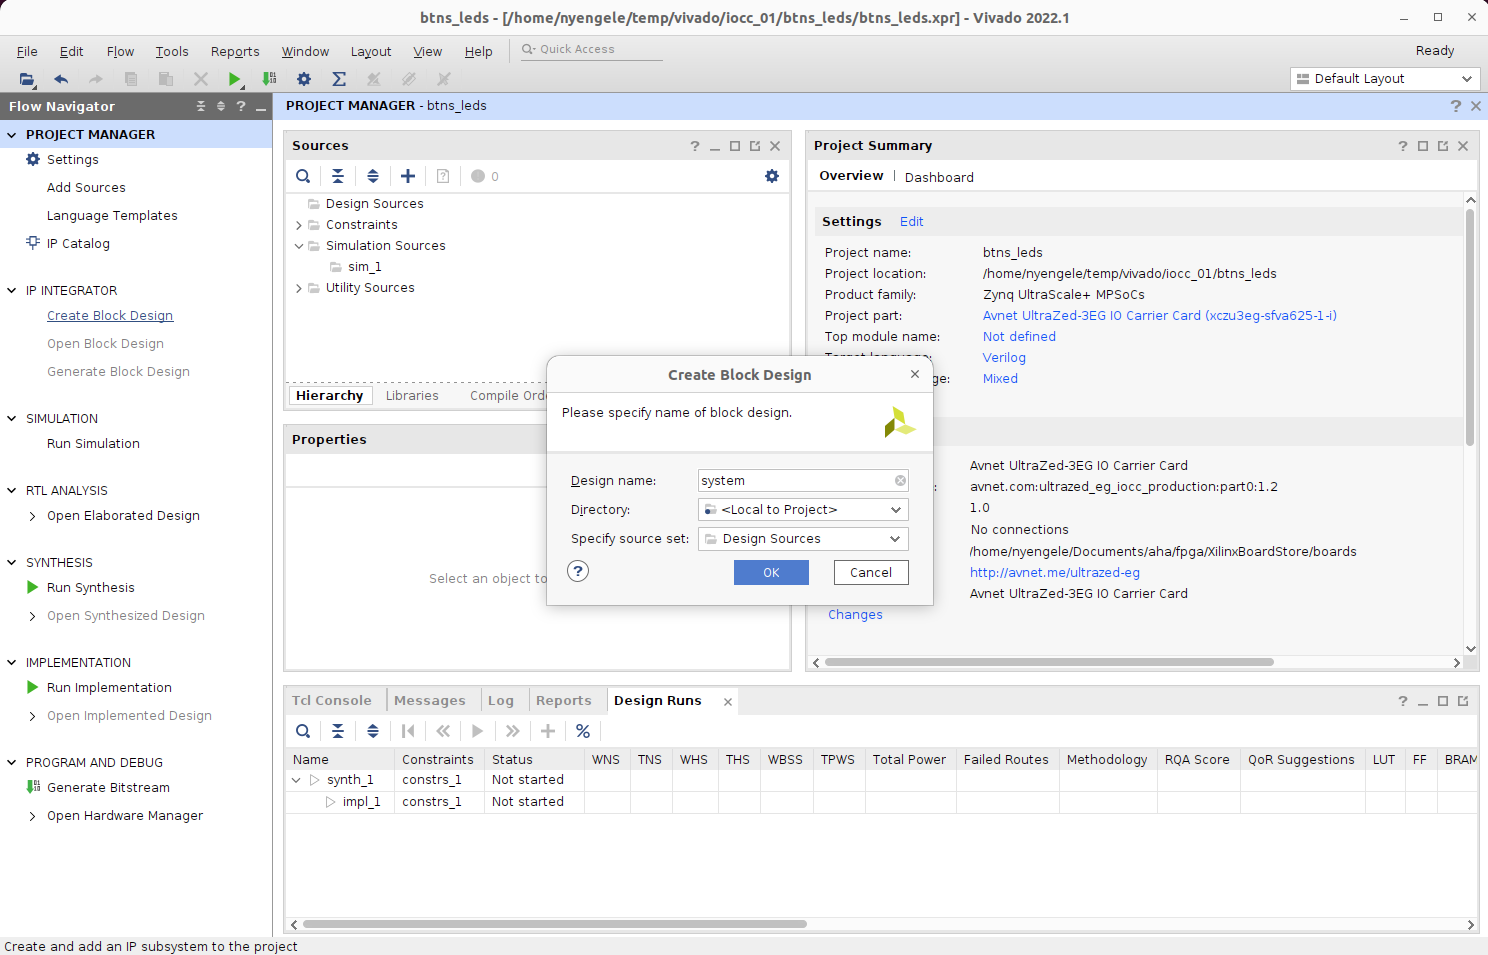 btns_leds - [/home/nyengele/temp/vivado/iocc_01/btns_leds/btns_leds.xpr] - Vivado 2022.1
File Edit Flow Tools Reports Window Layout View Help Quick Access Ready
Default Layout
Flow Navigator
PROJECT MANAGER
Settings
Add Sources
Language Templates
IP Catalog
IP INTEGRATOR
Create Block Design
Open Block Design
Generate Block Design
SIMULATION
Run Simulation
RTL ANALYSIS
Open Elaborated Design
SYNTHESIS
Run Synthesis
Open Synthesized Design
IMPLEMENTATION
Run Implementation
Open Implemented Design
PROGRAM AND DEBUG
Generate Bitstream
Open Hardware Manager
PROJECT MANAGER - btns_leds
Sources
0
Design Sources
Constraints
Simulation Sources
sim_1
Utility Sources
Hierarchy Libraries Compile Ord
Properties
Select an object to
Project Summary
Overview | Dashboard
Settings Edit
Project name: btns_leds
Project location: /home/nyengele/temp/vivado/iocc_01/btns_leds
Product family: Zynq UltraScale+ MPSoCs
Project part: Avnet UltraZed-3EG IO Carrier Card (xczu3eg-sfva625-1-i)
Top module name: Not defined
Verilog
ge: Mixed
Avnet UltraZed-3EG IO Carrier Card
: avnet.com:ultrazed_eg_iocc_production:part0:1.2
1.0
No connections
/home/nyengele/Documents/aha/fpga/XilinxBoardStore/boards
http://avnet.me/ultrazed-eg
Avnet UltraZed-3EG IO Carrier Card
Changes
Create Block Design
Please specify name of block design.
Design name: system
Directory: <Local to Project>
Specify source set: Design Sources
? OK Cancel
Tcl Console Messages Log Reports Design Runs
Name Constraints Status WNS TNS WHS THS WBSS TPWS Total Power Failed Routes Methodology RQA Score QoR Suggestions LUT FF BRAM
synth_1 constrs_1 Not started
impl_1 constrs_1 Not started
Create and add an IP subsystem to the project